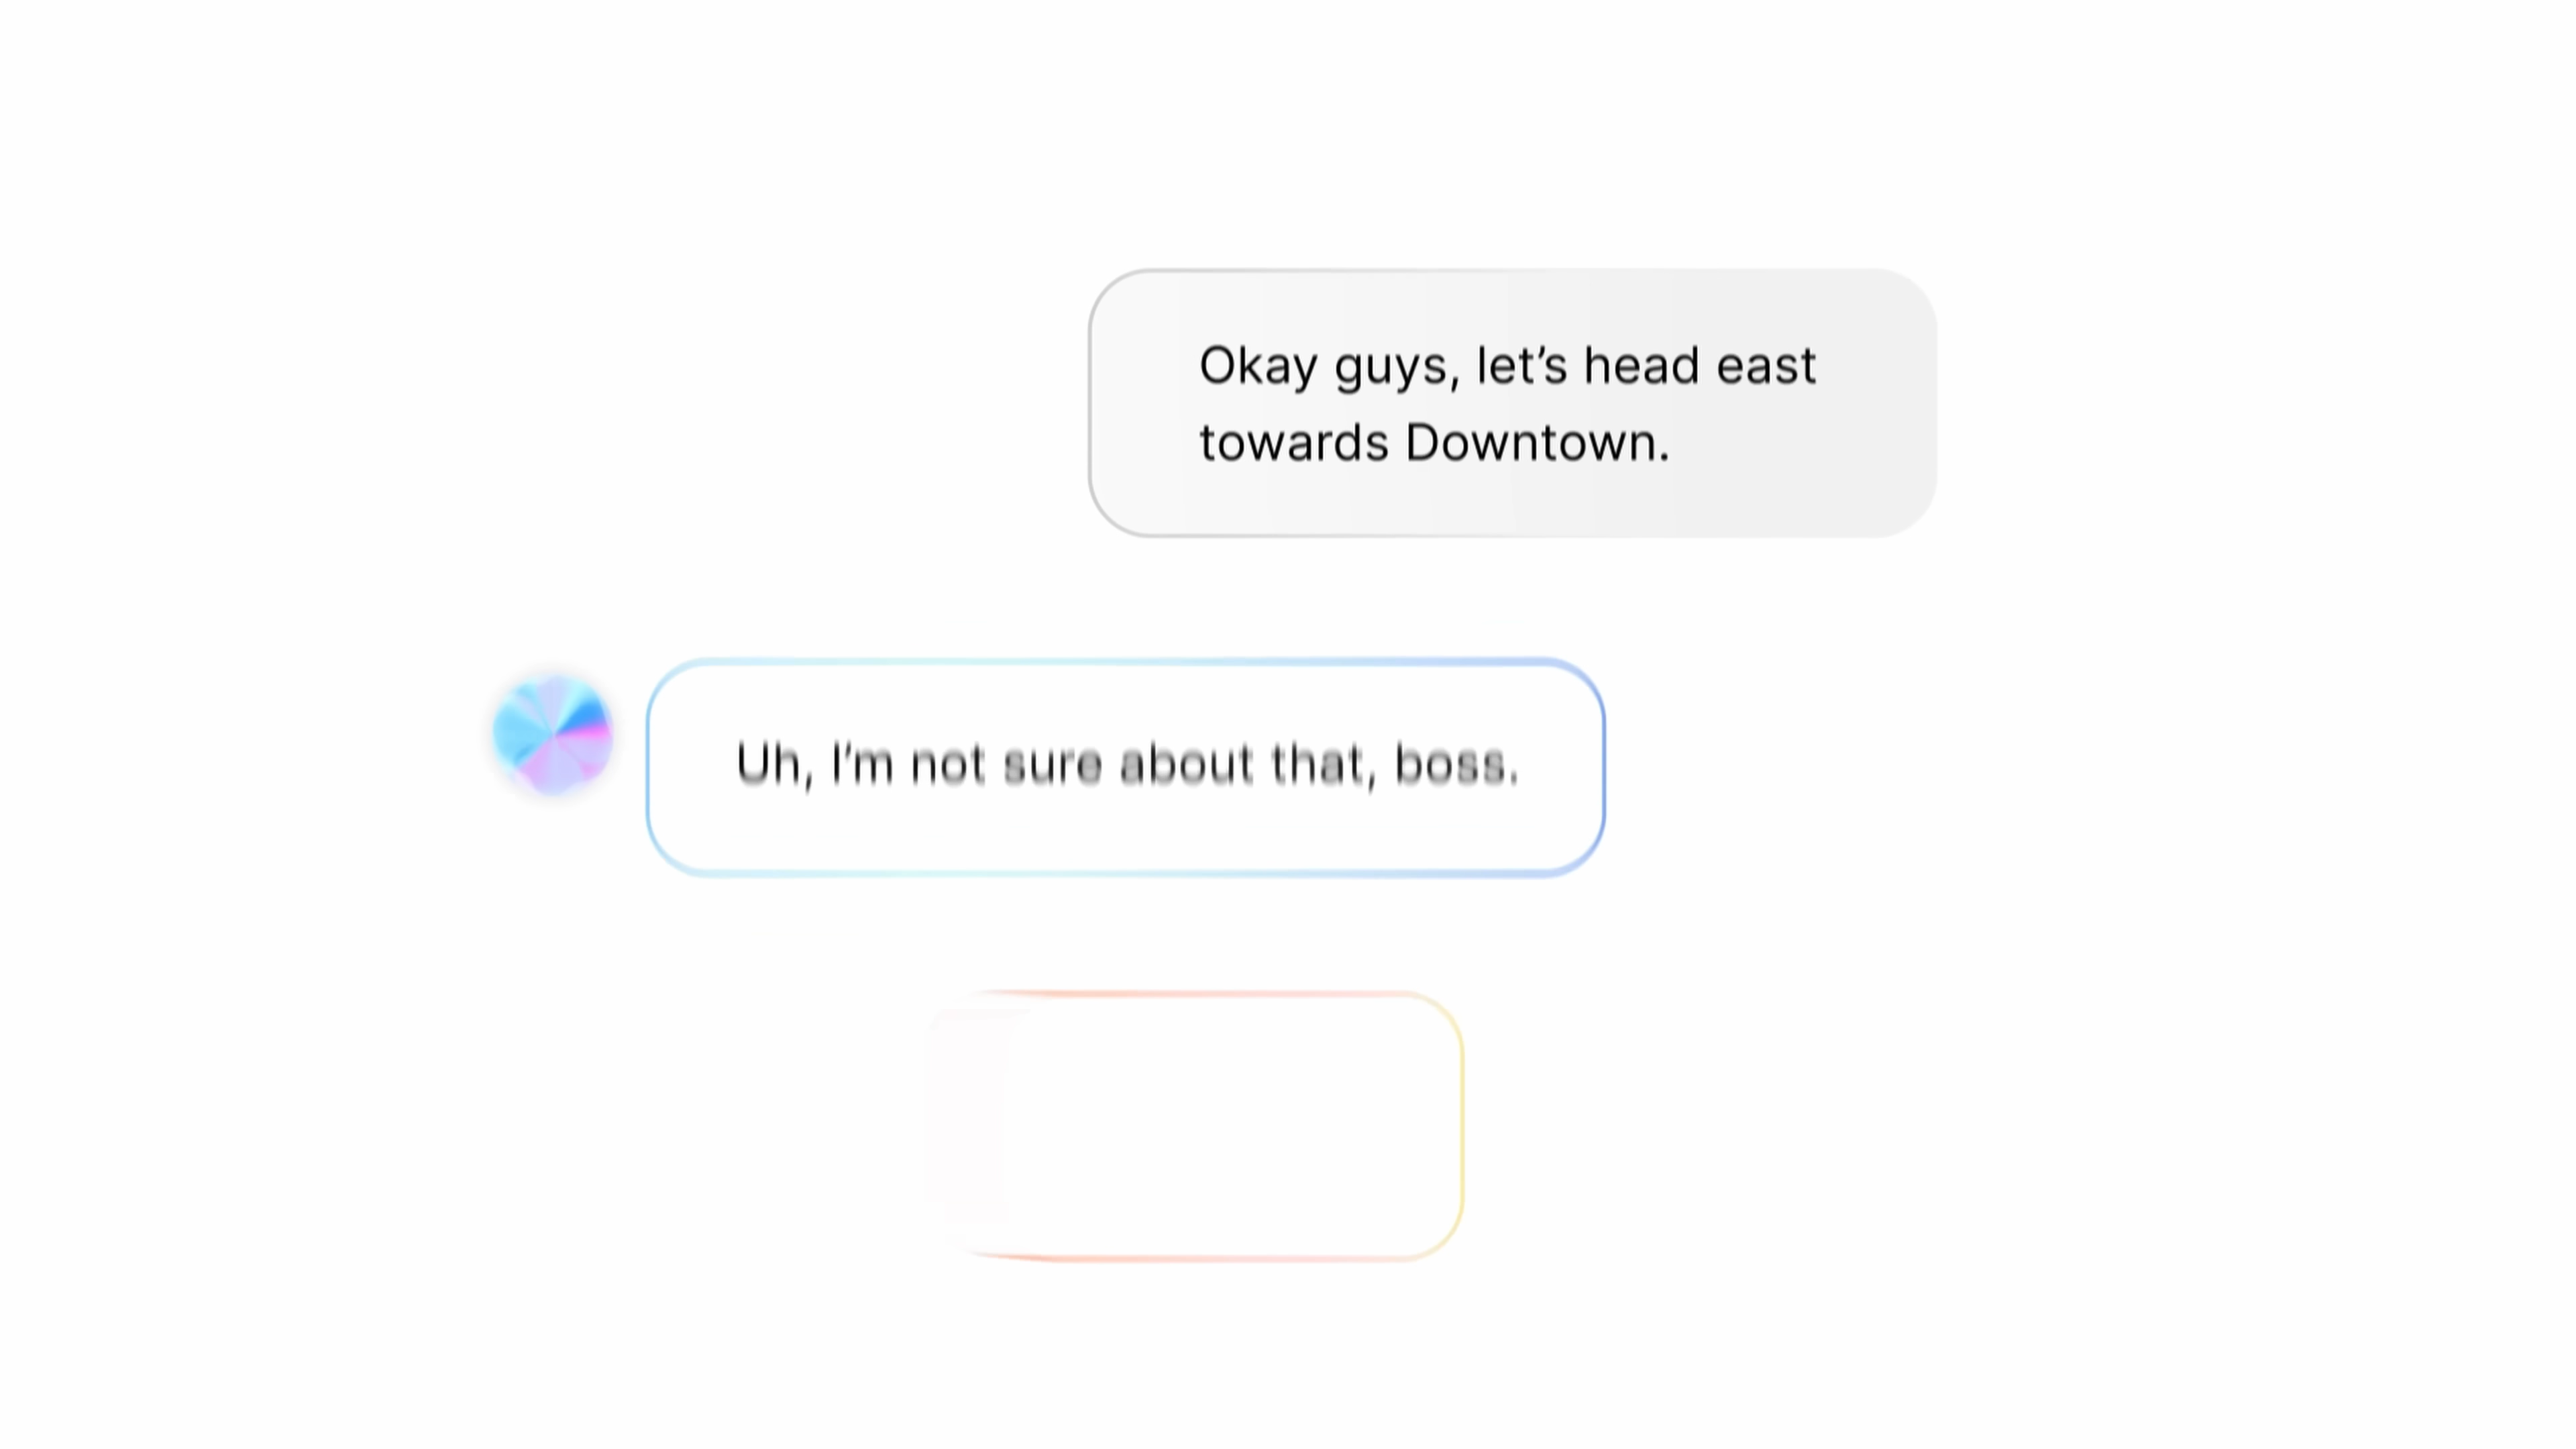 Okay guys, let’s head east
towards Downtown.
Uh, I’m not sure about that, boss.